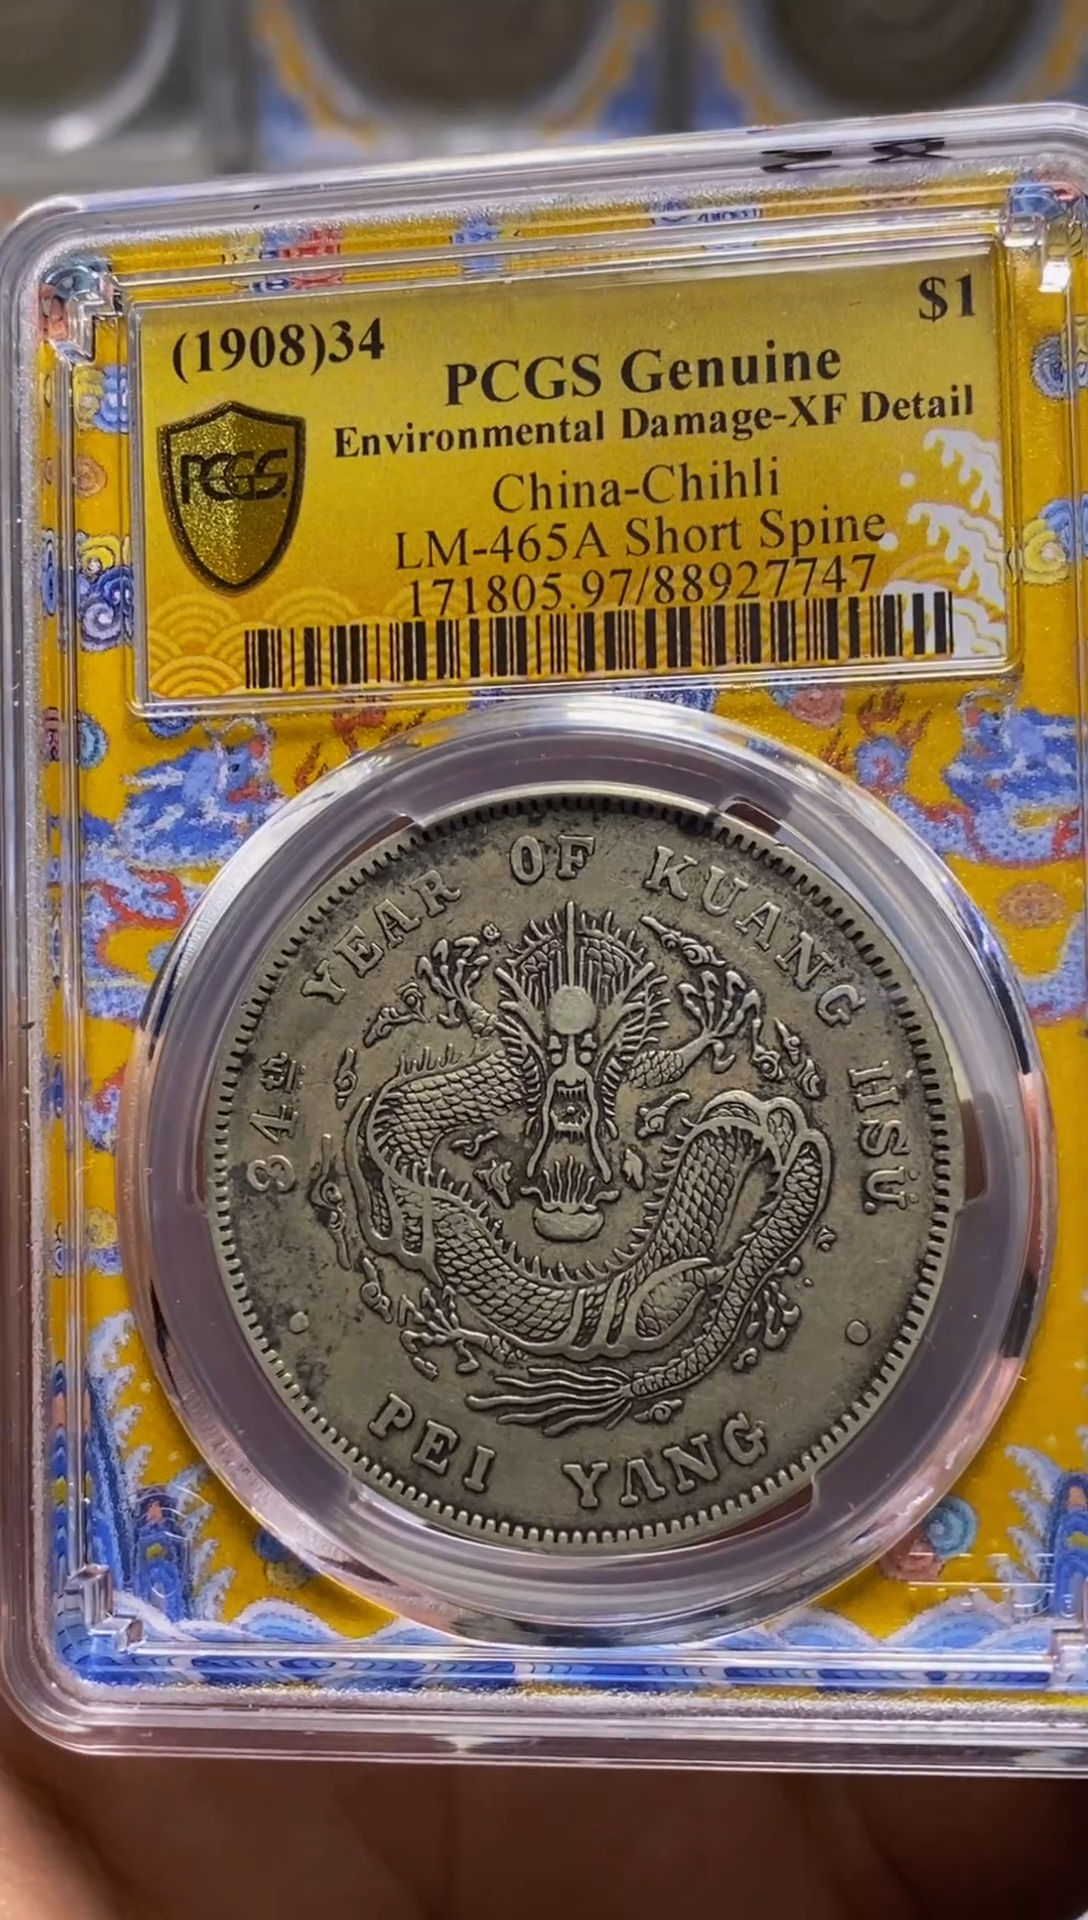 (1908)34
$1
PCGS Genuine
Environmental Damage-XF Detail
PCGS
China-Chihli
LM-465A Short Spine
171805.97/88927747
34th YEAR OF KUANG HSÜ.
N
PEI YANG